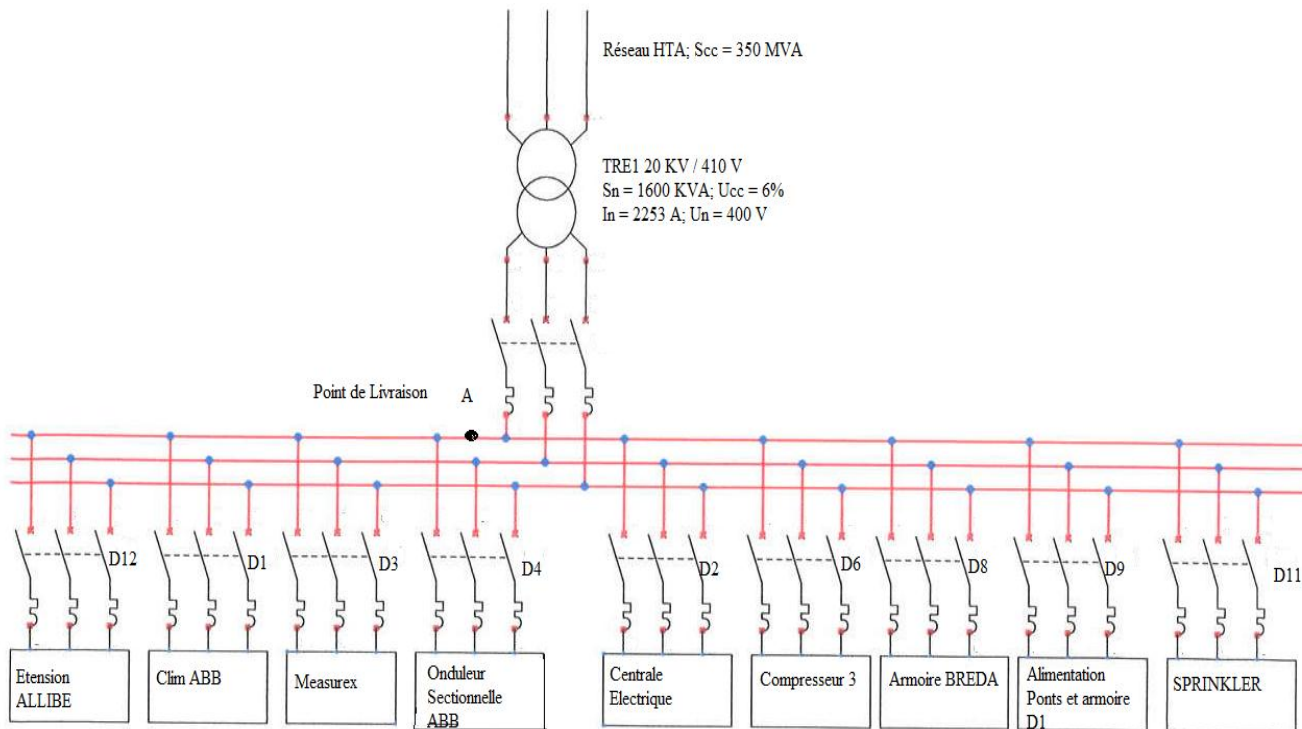 Réseau HTA; Scc = 350 MVA
TRE1 20 KV / 410 V
Sn = 1600 KVA; Ucc = 6%
In = 2253 A; Un = 400 V
Point de Livraison
A
D12
D1
D3
D4
D2
D6
D8
D9
D11
Etension
ALLIBE
Clim ABB
Measurex
Onduleur
Sectionnelle
ABB
Centrale
Electrique
Compresseur 3
Armoire BREDA
Alimentation
Ponts et armoire
D1
SPRINKLER